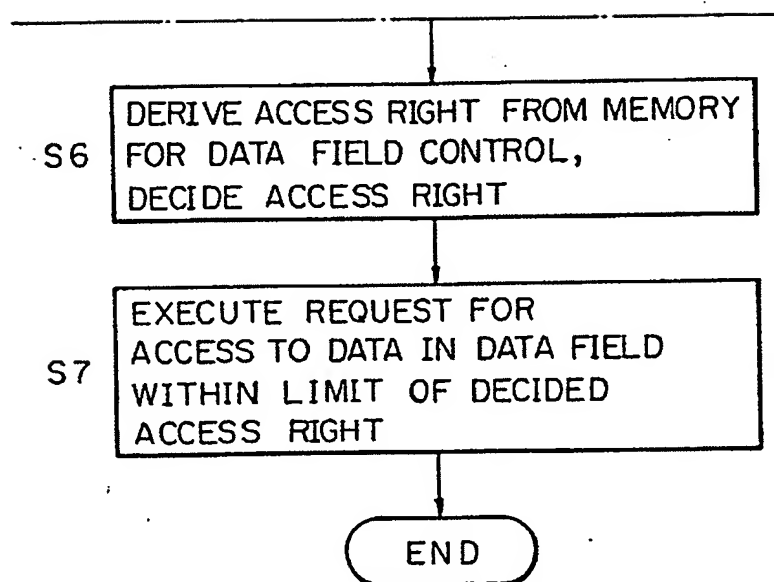 S6
DERIVE ACCESS RIGHT FROM MEMORY
FOR DATA FIELD CONTROL,
DECIDE ACCESS RIGHT
S7
EXECUTE REQUEST FOR
ACCESS TO DATA IN DATA FIELD
WITHIN LIMIT OF DECIDED
ACCESS RIGHT
END